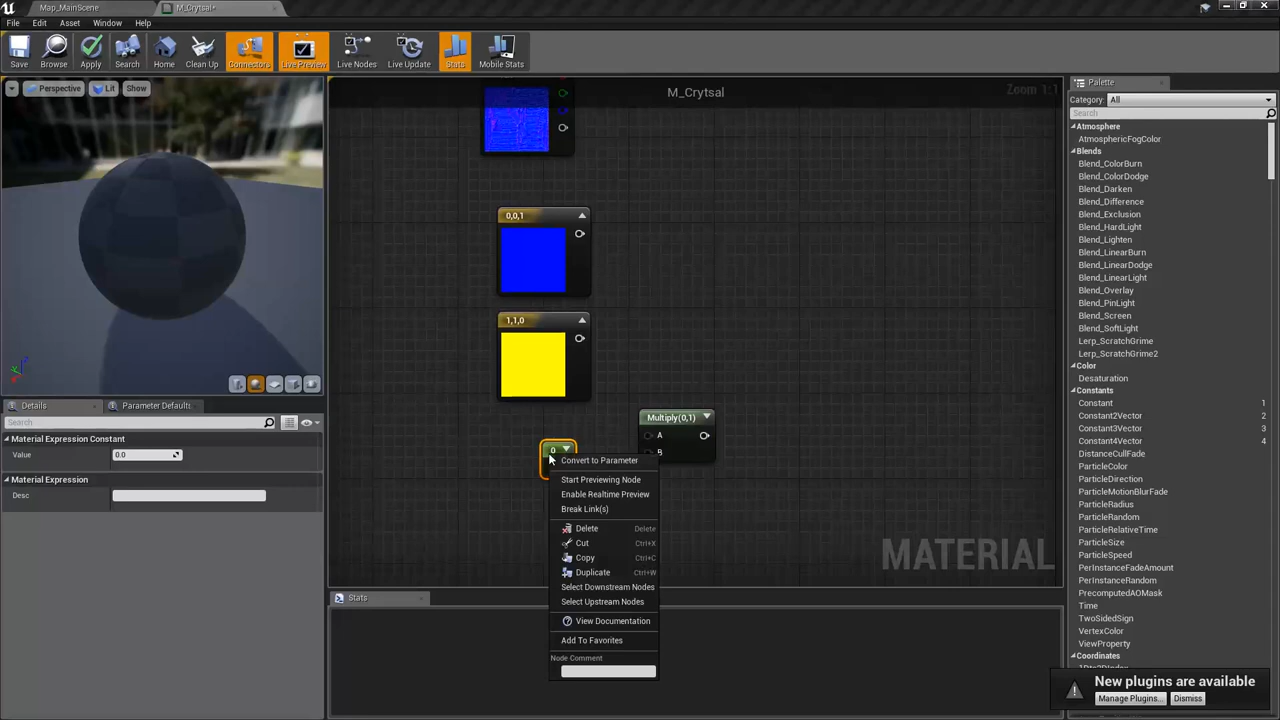 Map_MainScene
M_Crytsal*
File Edit Asset Window Help
Save Browse Apply Search Home Clean Up Connectors Live Preview Live Nodes Live Update Stats Mobile Stats
Perspective Lit Show
M_Crytsal
Zoom 1:1
0,0,1
1,1,0
Multiply(0,1)
A
B
0
Convert to Parameter
Start Previewing Node
Enable Realtime Preview
Break Link(s)
Delete Delete
Cut Ctrl+X
Copy Ctrl+C
Duplicate Ctrl+W
Select Downstream Nodes
Select Upstream Nodes
View Documentation
Add To Favorites
Node Comment
MATERIAL
Stats
Details
Parameter Default:
Search
Material Expression Constant
Value 0.0
Material Expression
Desc
Palette
Category: All
Search
Atmosphere
AtmosphericFogColor
Blends
Blend_ColorBurn
Blend_ColorDodge
Blend_Darken
Blend_Difference
Blend_Exclusion
Blend_HardLight
Blend_Lighten
Blend_LinearBurn
Blend_LinearDodge
Blend_LinearLight
Blend_Overlay
Blend_PinLight
Blend_Screen
Blend_SoftLight
Lerp_ScratchGrime
Lerp_ScratchGrime2
Color
Desaturation
Constants
Constant 1
Constant2Vector 2
Constant3Vector 3
Constant4Vector 4
DistanceCullFade
ParticleColor
ParticleDirection
ParticleMotionBlurFade
ParticleRadius
ParticleRandom
ParticleRelativeTime
ParticleSize
ParticleSpeed
PerInstanceFadeAmount
PerInstanceRandom
PrecomputedAOMask
Time
TwoSidedSign
VertexColor
ViewProperty
Coordinates
New plugins are available
Manage Plugins... Dismiss